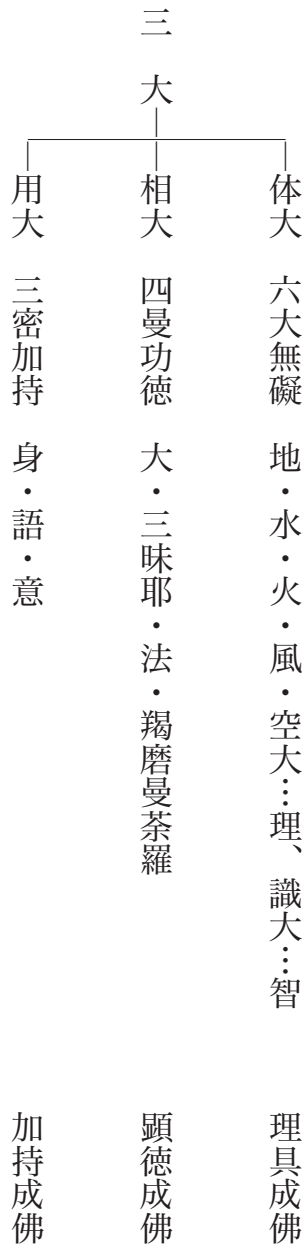 三大
体大　六大無礙　地・水・火・風・空大…理、識大…智　理具成佛
相大　四曼功徳　大・三昧耶・法・羯磨曼荼羅　顕徳成佛
用大　三密加持　身・語・意　加持成佛